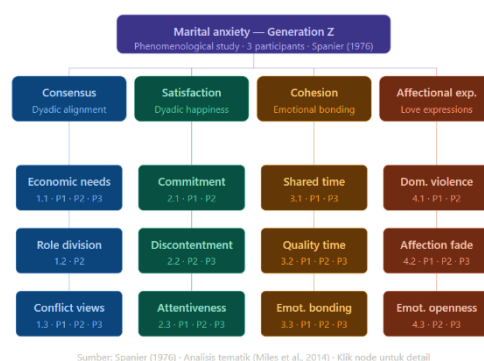 Marital anxiety — Generation Z
Phenomenological study · 3 participants · Spanier (1976)
Consensus
Dyadic alignment
Satisfaction
Dyadic happiness
Cohesion
Emotional bonding
Affectional exp.
Love expressions
Economic needs
1.1 · P1 · P2 · P3
Commitment
2.1 · P1 · P2
Shared time
3.1 · P1 · P3
Dom. violence
4.1 · P1 · P2
Role division
1.2 · P2
Discontentment
2.2 · P2 · P3
Quality time
3.2 · P1 · P2 · P3
Affection fade
4.2 · P1 · P2 · P3
Conflict views
1.3 · P1 · P2 · P3
Attentiveness
2.3 · P1 · P2 · P3
Emot. bonding
3.3 · P1 · P2 · P3
Emot. openness
4.3 · P2 · P3
Sumber: Spanier (1976) · Analisis tematik (Miles et al., 2014) · Klik node untuk detail